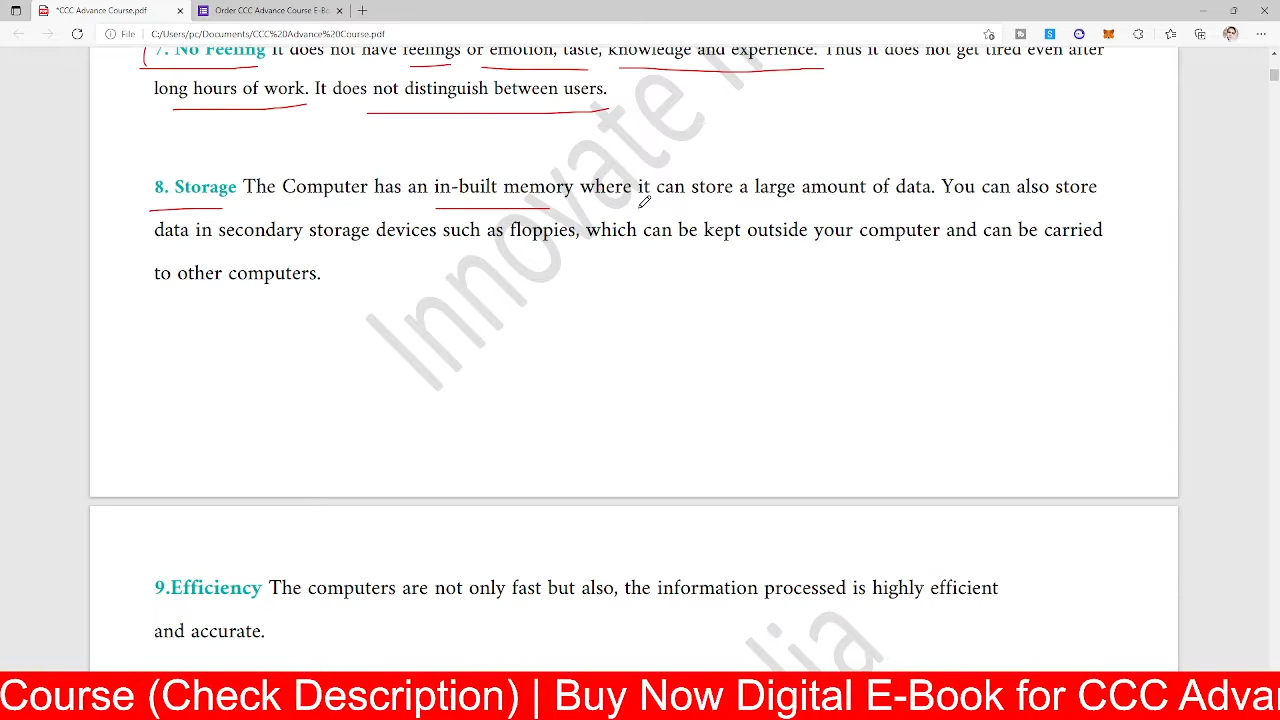 *CCC Advance Course.pdf
Order CCC Advance Course E-Bo
File C:/Users/pc/Documents/CCC%20Advance%20Course.pdf
7. No Feeling It does not have feelings or emotion, taste, knowledge and experience. Thus it does not get tired even after
long hours of work. It does not distinguish between users.
8. Storage The Computer has an in-built memory where it can store a large amount of data. You can also store
data in secondary storage devices such as floppies, which can be kept outside your computer and can be carried
to other computers.
Innovate
9.Efficiency The computers are not only fast but also, the information processed is highly efficient
and accurate.
dia
Course (Check Description) | Buy Now Digital E-Book for CCC Adva